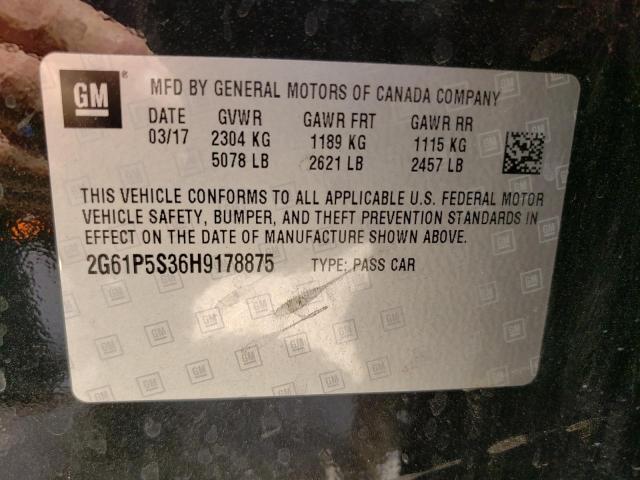 GM ® MFD BY GENERAL MOTORS OF CANADA COMPANY
DATE GVWR GAWR FRT GAWR RR
03/17 2304 KG 1189 KG 1115 KG
5078 LB 2621 LB 2457 LB
THIS VEHICLE CONFORMS TO ALL APPLICABLE U.S. FEDERAL MOTOR
VEHICLE SAFETY, BUMPER, AND THEFT PREVENTION STANDARDS IN
EFFECT ON THE DATE OF MANUFACTURE SHOWN ABOVE.
2G61P5S36H9178875 TYPE: PASS CAR